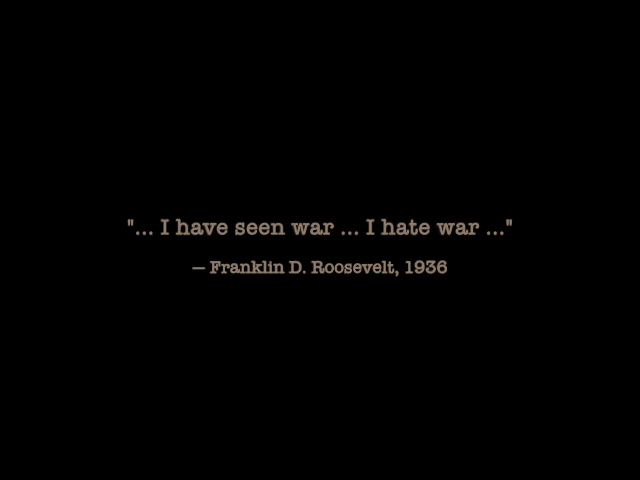 "... I have seen war ... I hate war ..."
— Franklin D. Roosevelt, 1936